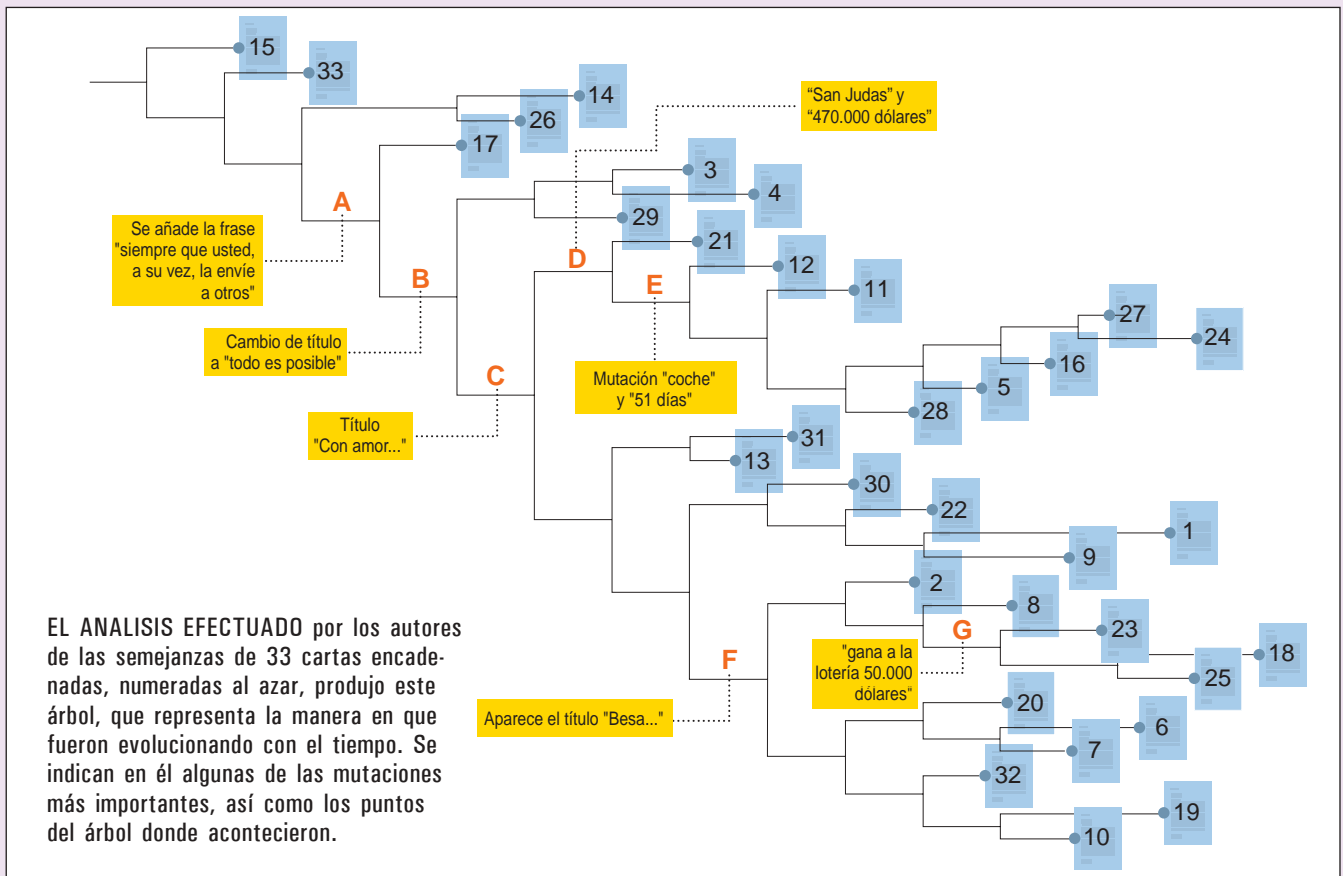 15
33
14
26
17
"San Judas" y
"470.000 dólares"
3
4
29
A
Se añade la frase
"siempre que usted,
a su vez, la envíe
a otros"
21
D
12
B
E
11
Cambio de título
a "todo es posible"
27
24
16
C
Mutación "coche"
y "51 días"
5
28
Título
"Con amor..."
31
13
30
22
1
9
2
8
G
23
"gana a la
lotería 50.000
dólares"
18
25
F
Aparece el título "Besa..."
20
6
7
32
19
10
EL ANALISIS EFECTUADO por los autores
de las semejanzas de 33 cartas encade-
nadas, numeradas al azar, produjo este
árbol, que representa la manera en que
fueron evolucionando con el tiempo. Se
indican en él algunas de las mutaciones
más importantes, así como los puntos
del árbol donde acontecieron.